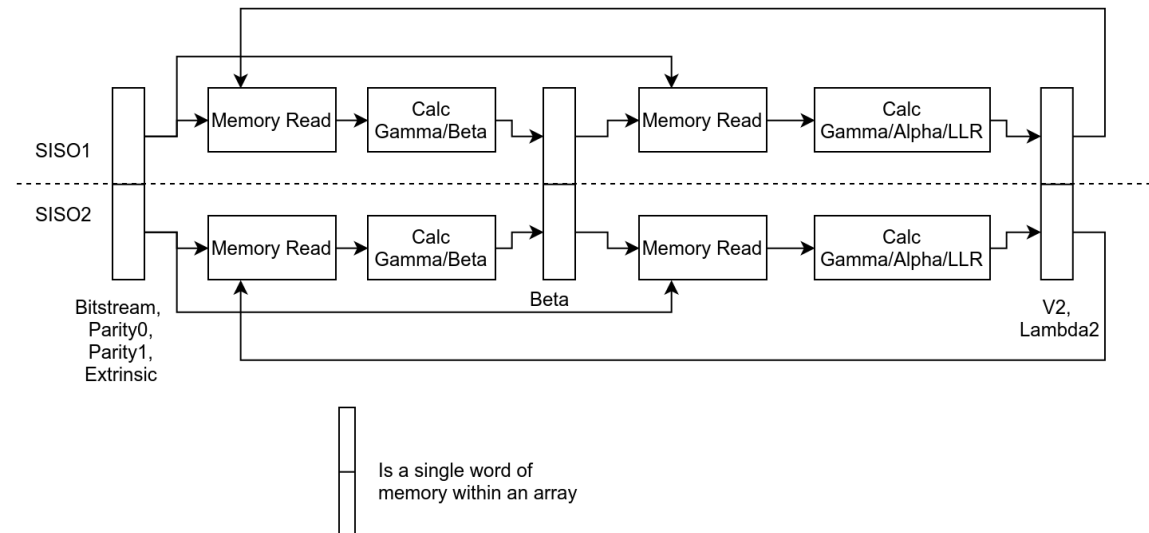 SISO1
Memory Read
Calc
Gamma/Beta
Memory Read
Calc
Gamma/Alpha/LLR
SISO2
Memory Read
Calc
Gamma/Beta
Memory Read
Calc
Gamma/Alpha/LLR
Bitstream,
Parity0,
Parity1,
Extrinsic
Beta
V2,
Lambda2
Is a single word of
memory within an array